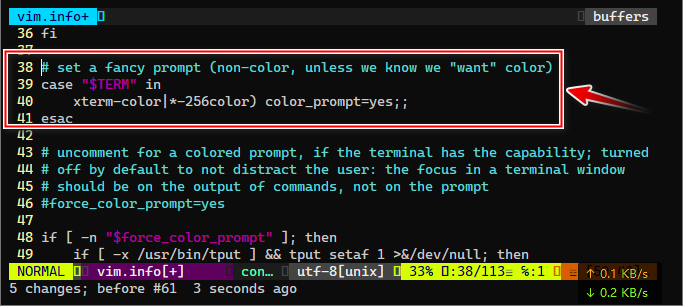 vim.info+ buffers
36 fi
37
38 # set a fancy prompt (non-color, unless we know we "want" color)
39 case "$TERM" in
40 xterm-color|*-256color) color_prompt=yes;;
41 esac
42
43 # uncomment for a colored prompt, if the terminal has the capability; turned
44 # off by default to not distract the user: the focus in a terminal window
45 # should be on the output of commands, not on the prompt
46 #force_color_prompt=yes
47
48 if [ -n "$force_color_prompt" ]; then
49 if [ -x /usr/bin/tput ] && tput setaf 1 >&/dev/null; then
NORMAL vim.info[+] con… utf-8[unix] 33% :38/113≡ %:1
5 changes; before #61 3 seconds ago
↑ 0.1 KB/s
↓ 0.2 KB/s